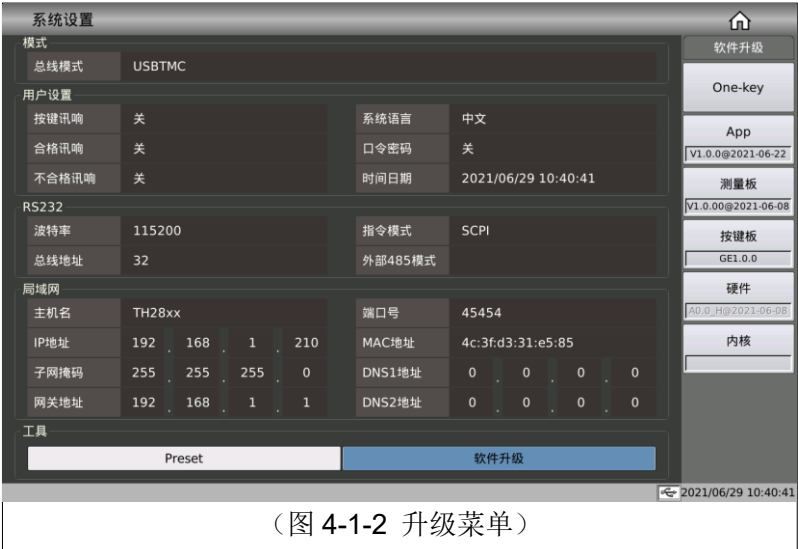 系统设置
模式
总线模式 USBTMC
用户设置
按键讯响 关 系统语言 中文
合格讯响 关 口令密码 关
不合格讯响 关 时间日期 2021/06/29 10:40:41
RS232
波特率 115200 指令模式 SCPI
总线地址 32 外部485模式
局域网
主机名 TH28xx 端口号 45454
IP地址 192 . 168 . 1 . 210 MAC地址 4c:3f:d3:31:e5:85
子网掩码 255 . 255 . 255 . 0 DNS1地址 0 . 0 . 0 . 0
网关地址 192 . 168 . 1 . 1 DNS2地址 0 . 0 . 0 . 0
工具
Preset 软件升级
软件升级
One-key
App
V1.0.0@2021-06-22
测量板
V1.0.00@2021-06-08
按键板
GE1.0.0
硬件
A0.0_H@2021-06-08
内核
2021/06/29 10:40:41
（图 4-1-2 升级菜单）